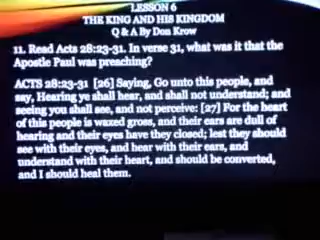 LESSON 6
THE KING AND HIS KINGDOM
Q & A By Don Krow
11. Read Acts 28:23-31. In verse 31, what was it that the
Apostle Paul was preaching?
ACTS 28:23-31 [26] Saying, Go unto this people, and
say, Hearing ye shall hear, and shall not understand; and
seeing you shall see, and not perceive: [27] For the heart
of this people is waxed gross, and their ears are dull of
hearing and their eyes have they closed; lest they should
see with their eyes, and hear with their ears, and
understand with their heart, and should be converted,
and I should heal them.